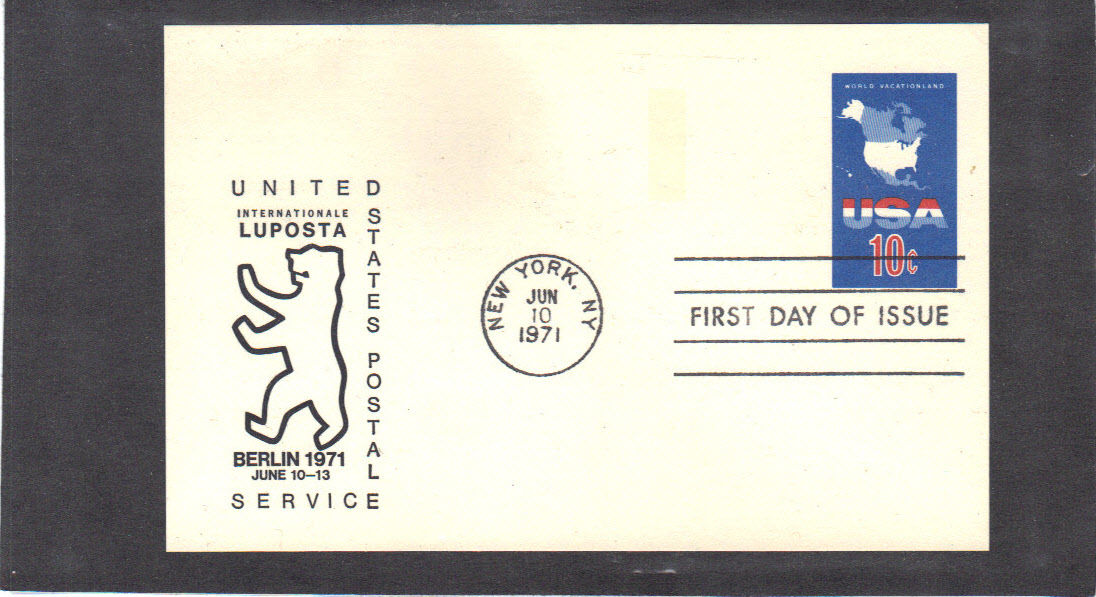 UNITED
STATES POSTAL
SERVICE
INTERNATIONALE
LUPOSTA
BERLIN 1971
JUNE 10–13
NEW YORK, NY
JUN
10
1971
WORLD VACATIONLAND
USA
10c
FIRST DAY OF ISSUE